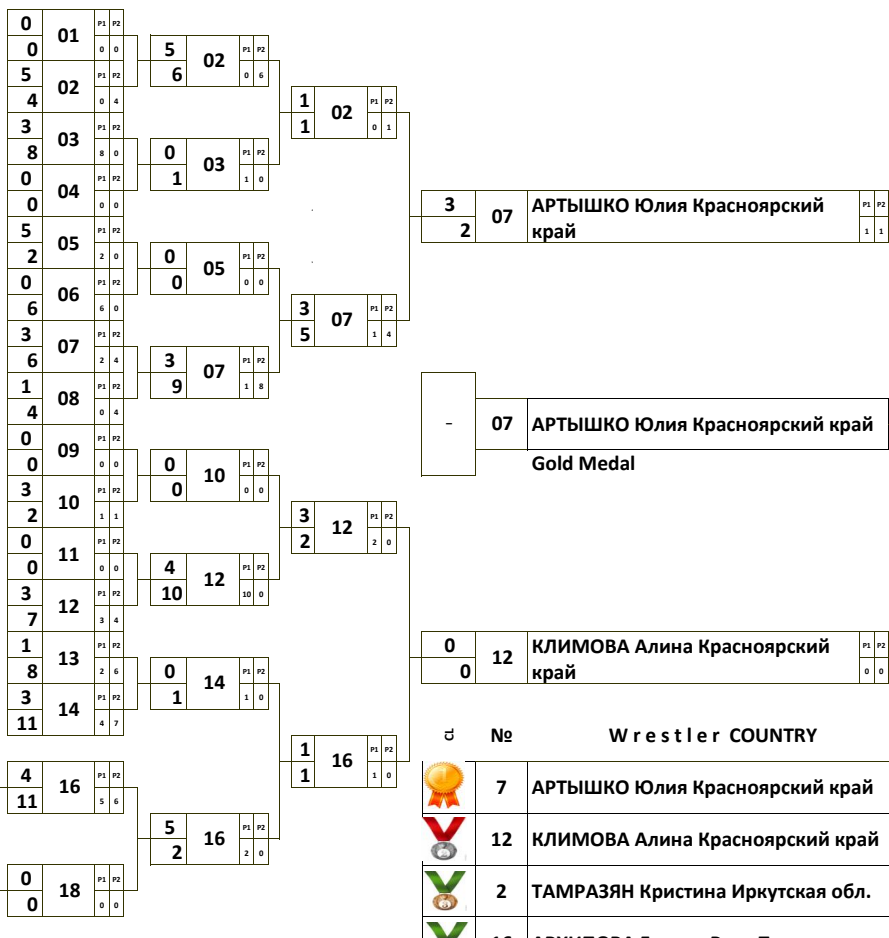 0 01 P1 P2
0 0 0
5 02 P1 P2
4 0 4
3 03 P1 P2
8 8 0
0 04 P1 P2
0 0 0
5 05 P1 P2
2 2 0
0 06 P1 P2
6 6 0
3 07 P1 P2
6 2 4
1 08 P1 P2
4 0 4
0 09 P1 P2
0 0 0
3 10 P1 P2
2 1 1
0 11 P1 P2
0 0 0
3 12 P1 P2
7 3 4
1 13 P1 P2
8 2 6
3 14 P1 P2
11 4 7
4 16 P1 P2
11 5 6
0 18 P1 P2
0 0 0
5 02 P1 P2
6 0 6
0 03 P1 P2
1 1 0
0 05 P1 P2
0 0 0
3 07 P1 P2
9 1 8
0 10 P1 P2
0 0 0
4 12 P1 P2
10 10 0
0 14 P1 P2
1 1 0
5 16 P1 P2
2 2 0
1 02 P1 P2
1 0 1
3 07 P1 P2
5 1 4
3 12 P1 P2
2 2 0
1 16 P1 P2
1 1 0
3 07 АРТЫШКО Юлия Красноярский P1 P2
2 край 1 1
– 07 АРТЫШКО Юлия Красноярский край
Gold Medal
0 12 КЛИМОВА Алина Красноярский P1 P2
0 край 0 0
№ Wrestler COUNTRY
7 АРТЫШКО Юлия Красноярский край
12 КЛИМОВА Алина Красноярский край
2 ТАМРАЗЯН Кристина Иркутская обл.